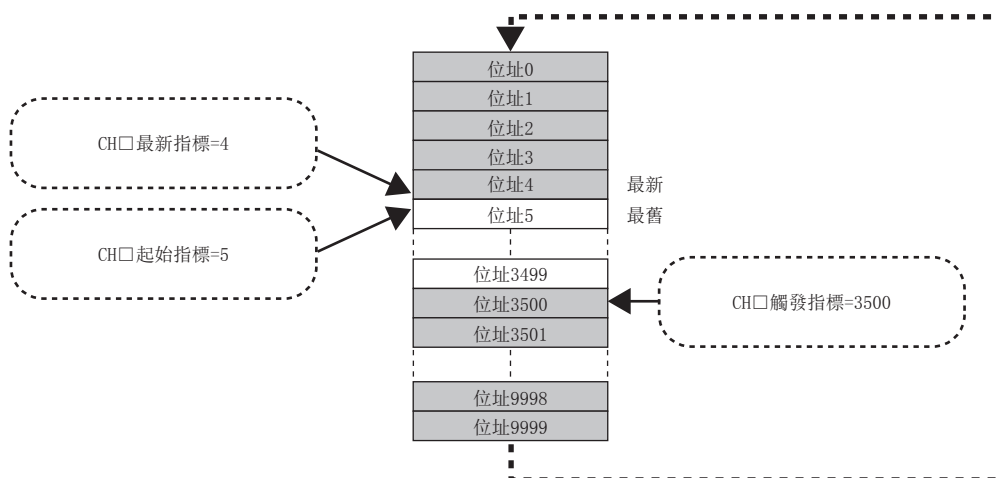 位址0
位址1
位址2
位址3
位址4
位址5
最新
最舊
CH□最新指標=4
CH□起始指標=5
位址3499
位址3500
位址3501
CH□觸發指標=3500
位址9998
位址9999